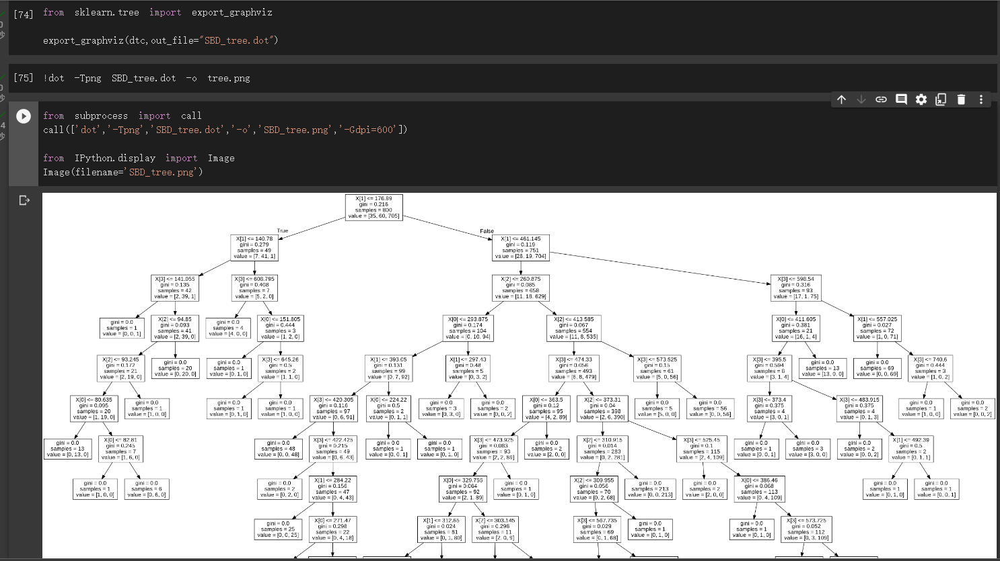 [74] from sklearn.tree import export_graphviz
export_graphviz(dtc,out_file="SBD_tree.dot")
[75] !dot -Tpng SBD_tree.dot -o tree.png
from subprocess import call
call(['dot','-Tpng','SBD_tree.dot','-o','SBD_tree.png','-Gdpi=600'])
from IPython.display import Image
Image(filename='SBD_tree.png')
X[1] <= 176.89
gini = 0.216
samples = 800
value = [35, 60, 705]
True
False
X[1] <= 140.78
gini = 0.279
samples = 49
value = [7, 41, 1]
X[1] <= 461.145
gini = 0.119
samples = 751
value = [28, 19, 704]
X[3] <= 141.055
gini = 0.135
samples = 42
value = [2, 39, 1]
X[3] <= 608.795
gini = 0.408
samples = 7
value = [5, 2, 0]
X[2] <= 260.875
gini = 0.085
samples = 658
value = [11, 18, 629]
X[3] <= 598.54
gini = 0.316
samples = 93
value = [17, 1, 75]
gini = 0.0
samples = 1
value = [0, 0, 1]
X[2] <= 94.85
gini = 0.093
samples = 41
value = [2, 39, 0]
gini = 0.0
samples = 4
value = [4, 0, 0]
X[0] <= 151.805
gini = 0.444
samples = 3
value = [1, 2, 0]
X[0] <= 293.875
gini = 0.174
samples = 104
value = [0, 10, 94]
X[2] <= 413.585
gini = 0.067
samples = 554
value = [11, 8, 535]
X[0] <= 411.605
gini = 0.381
samples = 21
value = [16, 1, 4]
X[1] <= 557.025
gini = 0.027
samples = 72
value = [1, 0, 71]
X[2] <= 93.245
gini = 0.172
samples = 21
value = [2, 19, 0]
gini = 0.0
samples = 20
value = [0, 20, 0]
gini = 0.0
samples = 1
value = [0, 1, 0]
X[3] <= 645.26
gini = 0.5
samples = 2
value = [1, 1, 0]
X[1] <= 393.05
gini = 0.131
samples = 99
value = [0, 7, 92]
X[1] <= 297.43
gini = 0.48
samples = 5
value = [0, 3, 2]
X[3] <= 474.33
gini = 0.056
samples = 493
value = [6, 8, 479]
X[3] <= 573.525
gini = 0.15
samples = 61
value = [5, 0, 56]
X[3] <= 395.5
gini = 0.594
samples = 8
value = [3, 1, 4]
gini = 0.0
samples = 13
value = [13, 0, 0]
gini = 0.0
samples = 69
value = [0, 0, 69]
X[3] <= 740.6
gini = 0.444
samples = 3
value = [1, 0, 2]
X[0] <= 80.635
gini = 0.095
samples = 20
value = [1, 19, 0]
gini = 0.0
samples = 1
value = [1, 0, 0]
gini = 0.0
samples = 1
value = [0, 1, 0]
gini = 0.0
samples = 1
value = [1, 0, 0]
X[3] <= 420.305
gini = 0.116
samples = 97
value = [0, 6, 91]
X[0] <= 224.22
gini = 0.5
samples = 2
value = [0, 1, 1]
gini = 0.0
samples = 3
value = [0, 3, 0]
gini = 0.0
samples = 2
value = [0, 0, 2]
X[0] <= 363.5
gini = 0.12
samples = 95
value = [4, 2, 89]
X[2] <= 373.31
gini = 0.04
samples = 398
value = [2, 6, 390]
gini = 0.0
samples = 5
value = [5, 0, 0]
gini = 0.0
samples = 56
value = [0, 0, 56]
X[3] <= 373.4
gini = 0.375
samples = 4
value = [3, 0, 1]
X[3] <= 483.915
gini = 0.375
samples = 4
value = [0, 1, 3]
gini = 0.0
samples = 1
value = [1, 0, 0]
gini = 0.0
samples = 2
value = [0, 0, 2]
gini = 0.0
samples = 13
value = [0, 13, 0]
X[0] <= 82.81
gini = 0.245
samples = 7
value = [1, 6, 0]
gini = 0.0
samples = 48
value = [0, 0, 48]
X[3] <= 422.425
gini = 0.215
samples = 49
value = [0, 6, 43]
gini = 0.0
samples = 1
value = [0, 0, 1]
gini = 0.0
samples = 1
value = [0, 1, 0]
X[3] <= 473.925
gini = 0.083
samples = 93
value = [2, 2, 89]
gini = 0.0
samples = 2
value = [2, 0, 0]
X[2] <= 310.915
gini = 0.014
samples = 283
value = [0, 2, 281]
X[3] <= 525.45
gini = 0.1
samples = 115
value = [2, 4, 109]
gini = 0.0
samples = 1
value = [0, 0, 1]
gini = 0.0
samples = 3
value = [3, 0, 0]
gini = 0.0
samples = 2
value = [0, 0, 2]
X[1] <= 492.39
gini = 0.5
samples = 2
value = [0, 1, 1]
gini = 0.0
samples = 1
value = [1, 0, 0]
gini = 0.0
samples = 6
value = [0, 6, 0]
gini = 0.0
samples = 2
value = [0, 2, 0]
X[1] <= 284.22
gini = 0.156
samples = 47
value = [0, 4, 43]
X[0] <= 329.755
gini = 0.064
samples = 92
value = [2, 1, 89]
gini = 0.0
samples = 1
value = [0, 1, 0]
X[2] <= 309.955
gini = 0.056
samples = 70
value = [0, 2, 68]
gini = 0.0
samples = 213
value = [0, 0, 213]
gini = 0.0
samples = 2
value = [2, 0, 0]
X[0] <= 386.46
gini = 0.068
samples = 113
value = [0, 4, 109]
gini = 0.0
samples = 1
value = [0, 1, 0]
gini = 0.0
samples = 1
value = [0, 0, 1]
gini = 0.0
samples = 25
value = [0, 0, 25]
X[0] <= 271.47
gini = 0.298
samples = 22
value = [0, 4, 18]
X[1] <= 312.65
gini = 0.024
samples = 81
value = [0, 1, 80]
X[2] <= 303.145
gini = 0.298
samples = 11
value = [2, 0, 9]
X[3] <= 567.735
gini = 0.029
samples = 69
value = [0, 1, 68]
gini = 0.0
samples = 1
value = [0, 1, 0]
gini = 0.0
samples = 1
value = [0, 1, 0]
X[3] <= 573.725
gini = 0.052
samples = 112
value = [0, 3, 109]